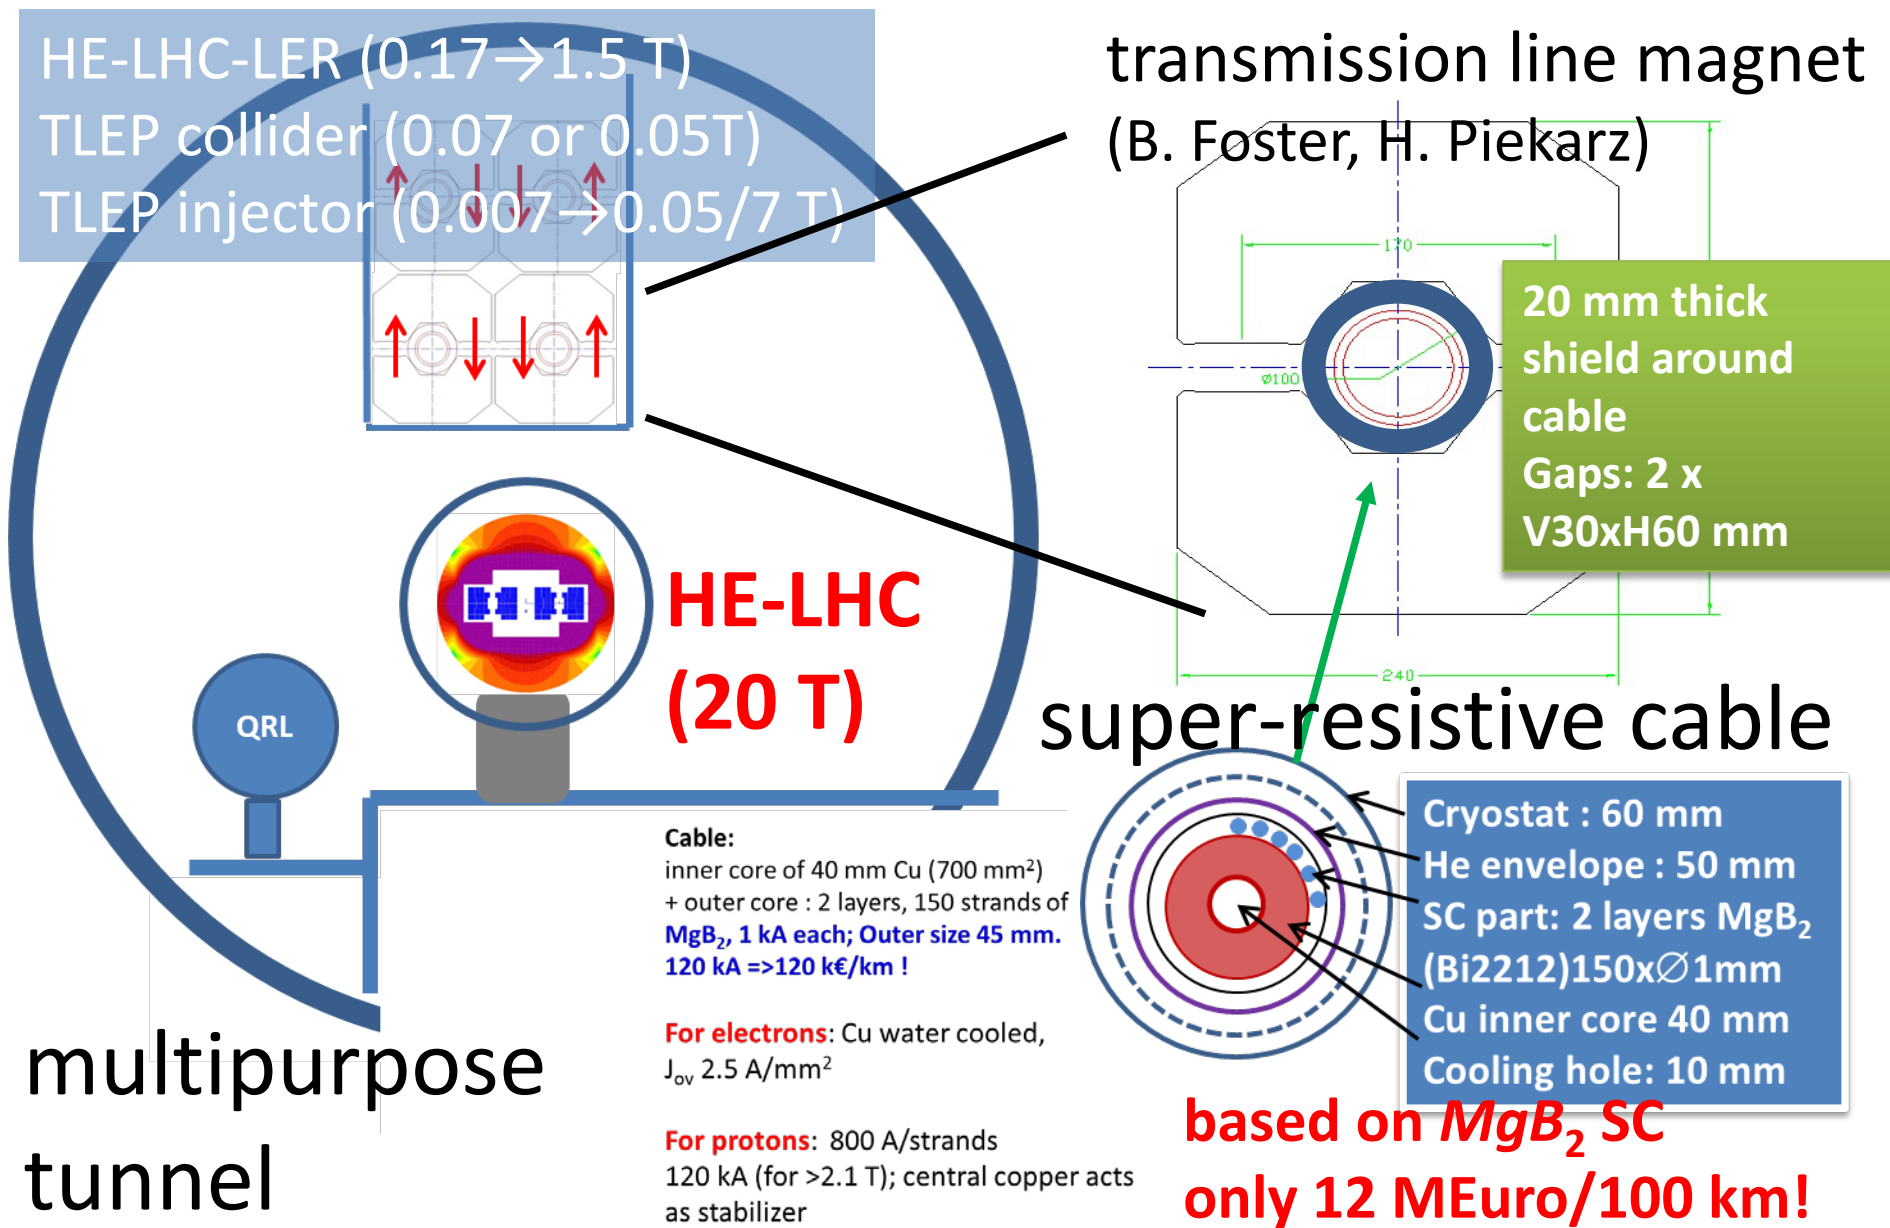 HE-LHC-LER (0.17→1.5 T)
TLEP collider (0.07 or 0.05T)
TLEP injector (0.007→0.05/7 T)
transmission line magnet
(B. Foster, H. Piekarz)
170
Ø100
240
20 mm thick
shield around
cable
Gaps: 2 x
V30xH60 mm
HE-LHC
(20 T)
QRL
super-resistive cable
Cryostat : 60 mm
He envelope : 50 mm
SC part: 2 layers MgB₂
(Bi2212)150x∅1mm
Cu inner core 40 mm
Cooling hole: 10 mm
Cable:
inner core of 40 mm Cu (700 mm²)
+ outer core : 2 layers, 150 strands of
MgB₂, 1 kA each; Outer size 45 mm.
120 kA =>120 k€/km !
For electrons: Cu water cooled,
Jₒᵥ 2.5 A/mm²
For protons: 800 A/strands
120 kA (for >2.1 T); central copper acts
as stabilizer
multipurpose
tunnel
based on MgB₂ SC
only 12 MEuro/100 km!